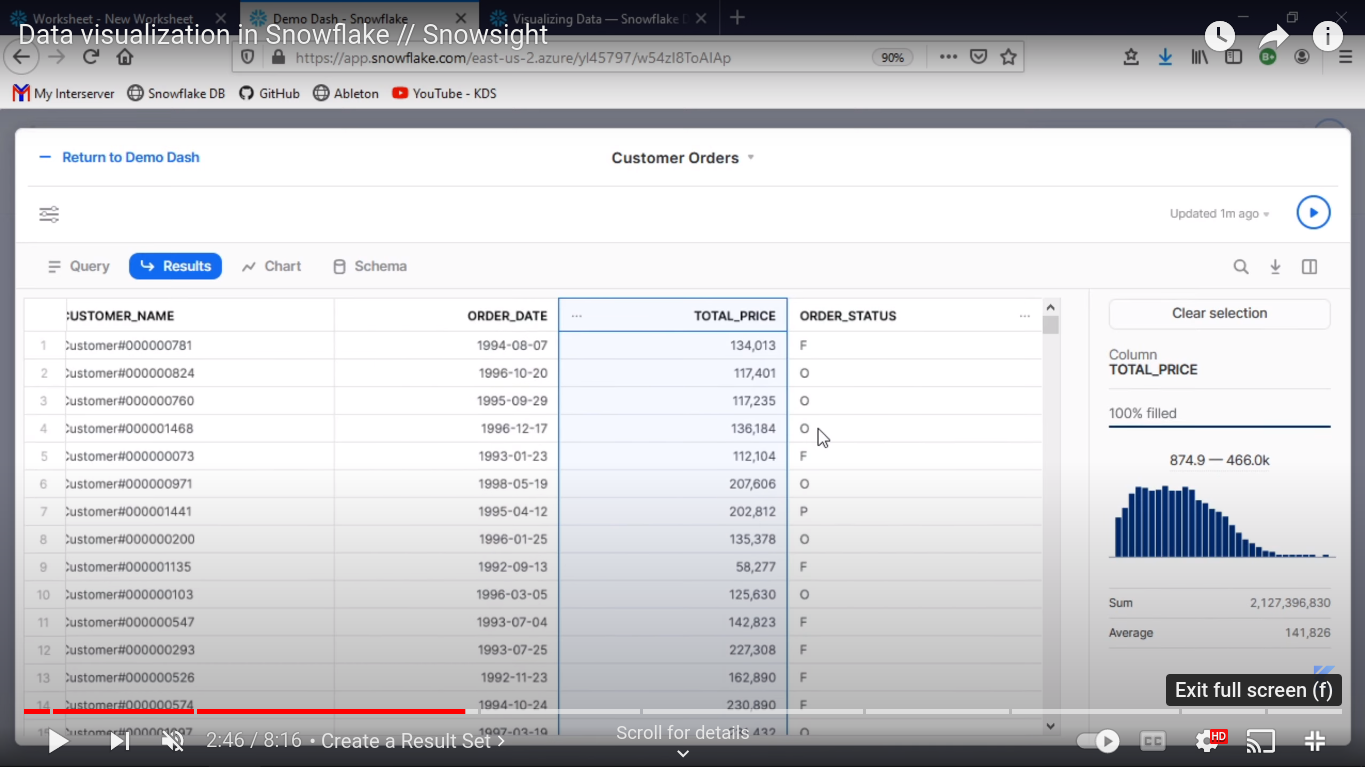 Worksheet - New Worksheet
Demo Dash - Snowflake
Visualizing Data — Snowflake D
Data visualization in Snowflake // Snowsight
https://app.snowflake.com/east-us-2.azure/yl45797/w54zI8ToAIAp
90%
My Interserver
Snowflake DB
GitHub
Ableton
YouTube - KDS
Return to Demo Dash
Customer Orders
Updated 1m ago
Query
Results
Chart
Schema
CUSTOMER_NAME ORDER_DATE ... TOTAL_PRICE ORDER_STATUS ...
1 Customer#000000781 1994-08-07 134,013 F
2 Customer#000000824 1996-10-20 117,401 O
3 Customer#000000760 1995-09-29 117,235 O
4 Customer#000001468 1996-12-17 136,184 O
5 Customer#000000073 1993-01-23 112,104 F
6 Customer#000000971 1998-05-19 207,606 O
7 Customer#000001441 1995-04-12 202,812 P
8 Customer#000000200 1996-01-25 135,378 O
9 Customer#000001135 1992-09-13 58,277 F
10 Customer#000000103 1996-03-05 125,630 O
11 Customer#000000547 1993-07-04 142,823 F
12 Customer#000000293 1993-07-25 227,308 F
13 Customer#000000526 1992-11-23 162,890 F
14 Customer#000000574 1994-10-24 230,890 F
1997-03-19 432 O
Clear selection
Column
TOTAL_PRICE
100% filled
874.9 — 466.0k
Sum 2,127,396,830
Average 141,826
Exit full screen (f)
2:46 / 8:16 • Create a Result Set
Scroll for details
CC
HD